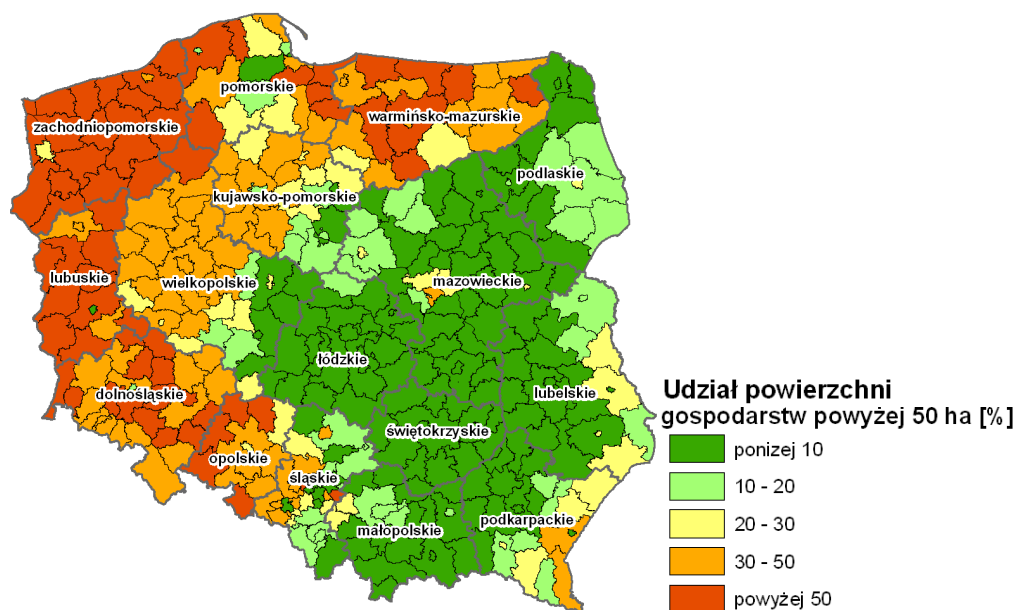 pomorskie
warmińsko-mazurskie
zachodniopomorskie
podlaskie
kujawsko-pomorskie
lubuskie
wielkopolskie
mazowieckie
łódzkie
dolnośląskie
lubelskie
świętokrzyskie
opolskie
śląskie
małopolskie
podkarpackie
Udział powierzchni
gospodarstw powyżej 50 ha [%]
ponizej 10
10 - 20
20 - 30
30 - 50
powyżej 50